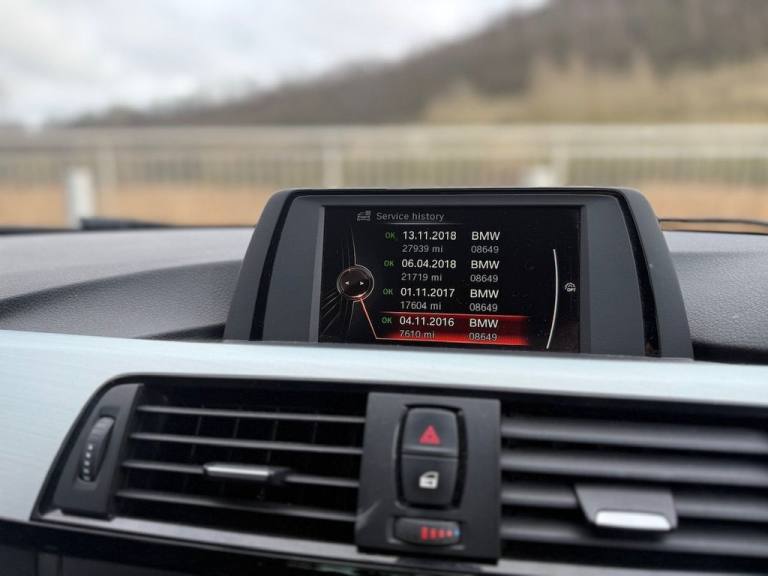 Service history
OK 13.11.2018 BMW
27939 mi 08649
OK 06.04.2018 BMW
21719 mi 08649
OK 01.11.2017 BMW
17604 mi 08649
OK 04.11.2016 BMW
7610 mi 08649
OFF